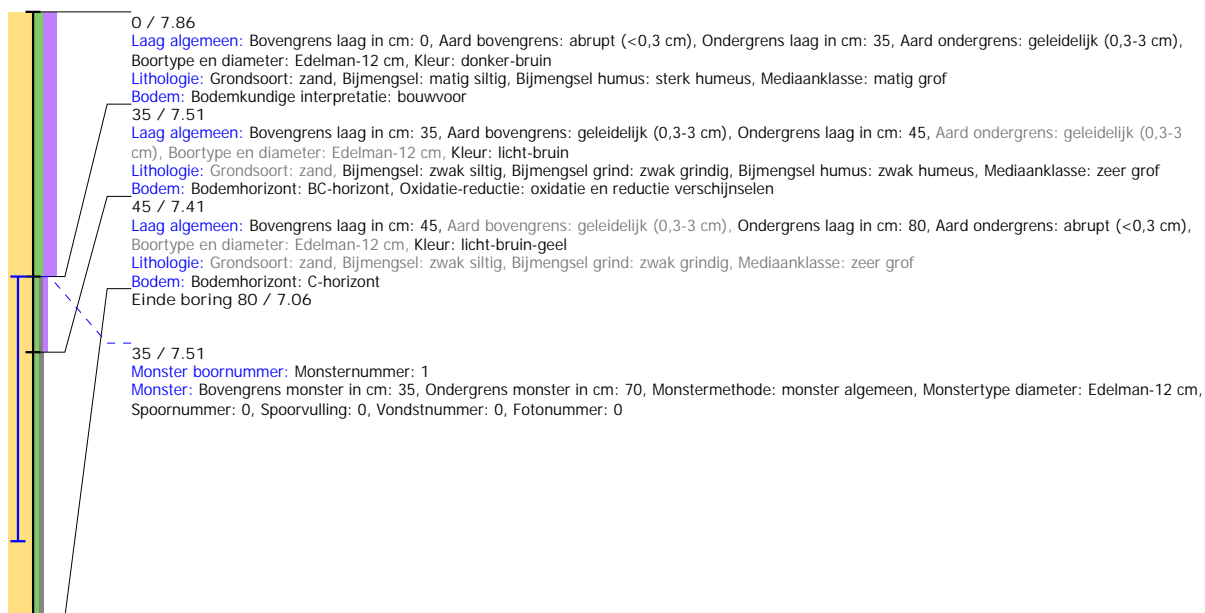 0 / 7.86
Laag algemeen: Bovengrens laag in cm: 0, Aard bovengrens: abrupt (<0,3 cm), Ondergrens laag in cm: 35, Aard ondergrens: geleidelijk (0,3-3 cm),
Boortype en diameter: Edelman-12 cm, Kleur: donker-bruin
Lithologie: Grondsoort: zand, Bijmengsel: matig siltig, Bijmengsel humus: sterk humeus, Mediaanklasse: matig grof
Bodem: Bodemkundige interpretatie: bouwvoor
35 / 7.51
Laag algemeen: Bovengrens laag in cm: 35, Aard bovengrens: geleidelijk (0,3-3 cm), Ondergrens laag in cm: 45, Aard ondergrens: geleidelijk (0,3-3
cm), Boortype en diameter: Edelman-12 cm, Kleur: licht-bruin
Lithologie: Grondsoort: zand, Bijmengsel: zwak siltig, Bijmengsel grind: zwak grindig, Bijmengsel humus: zwak humeus, Mediaanklasse: zeer grof
Bodem: Bodemhorizont: BC-horizont, Oxidatie-reductie: oxidatie en reductie verschijnselen
45 / 7.41
Laag algemeen: Bovengrens laag in cm: 45, Aard bovengrens: geleidelijk (0,3-3 cm), Ondergrens laag in cm: 80, Aard ondergrens: abrupt (<0,3 cm),
Boortype en diameter: Edelman-12 cm, Kleur: licht-bruin-geel
Lithologie: Grondsoort: zand, Bijmengsel: zwak siltig, Bijmengsel grind: zwak grindig, Mediaanklasse: zeer grof
Bodem: Bodemhorizont: C-horizont
Einde boring 80 / 7.06
35 / 7.51
Monster boornummer: Monsternummer: 1
Monster: Bovengrens monster in cm: 35, Ondergrens monster in cm: 70, Monstermethode: monster algemeen, Monstertype diameter: Edelman-12 cm,
Spoornummer: 0, Spoorvulling: 0, Vondstnummer: 0, Fotonummer: 0